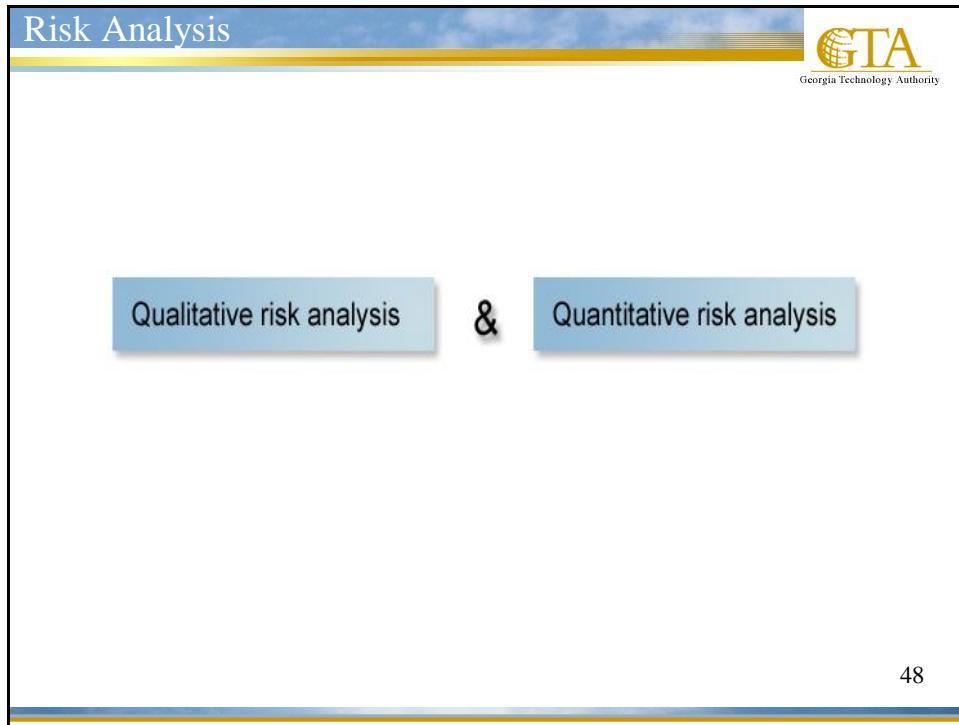 Risk Analysis
GTA
Georgia Technology Authority
Qualitative risk analysis & Quantitative risk analysis
48